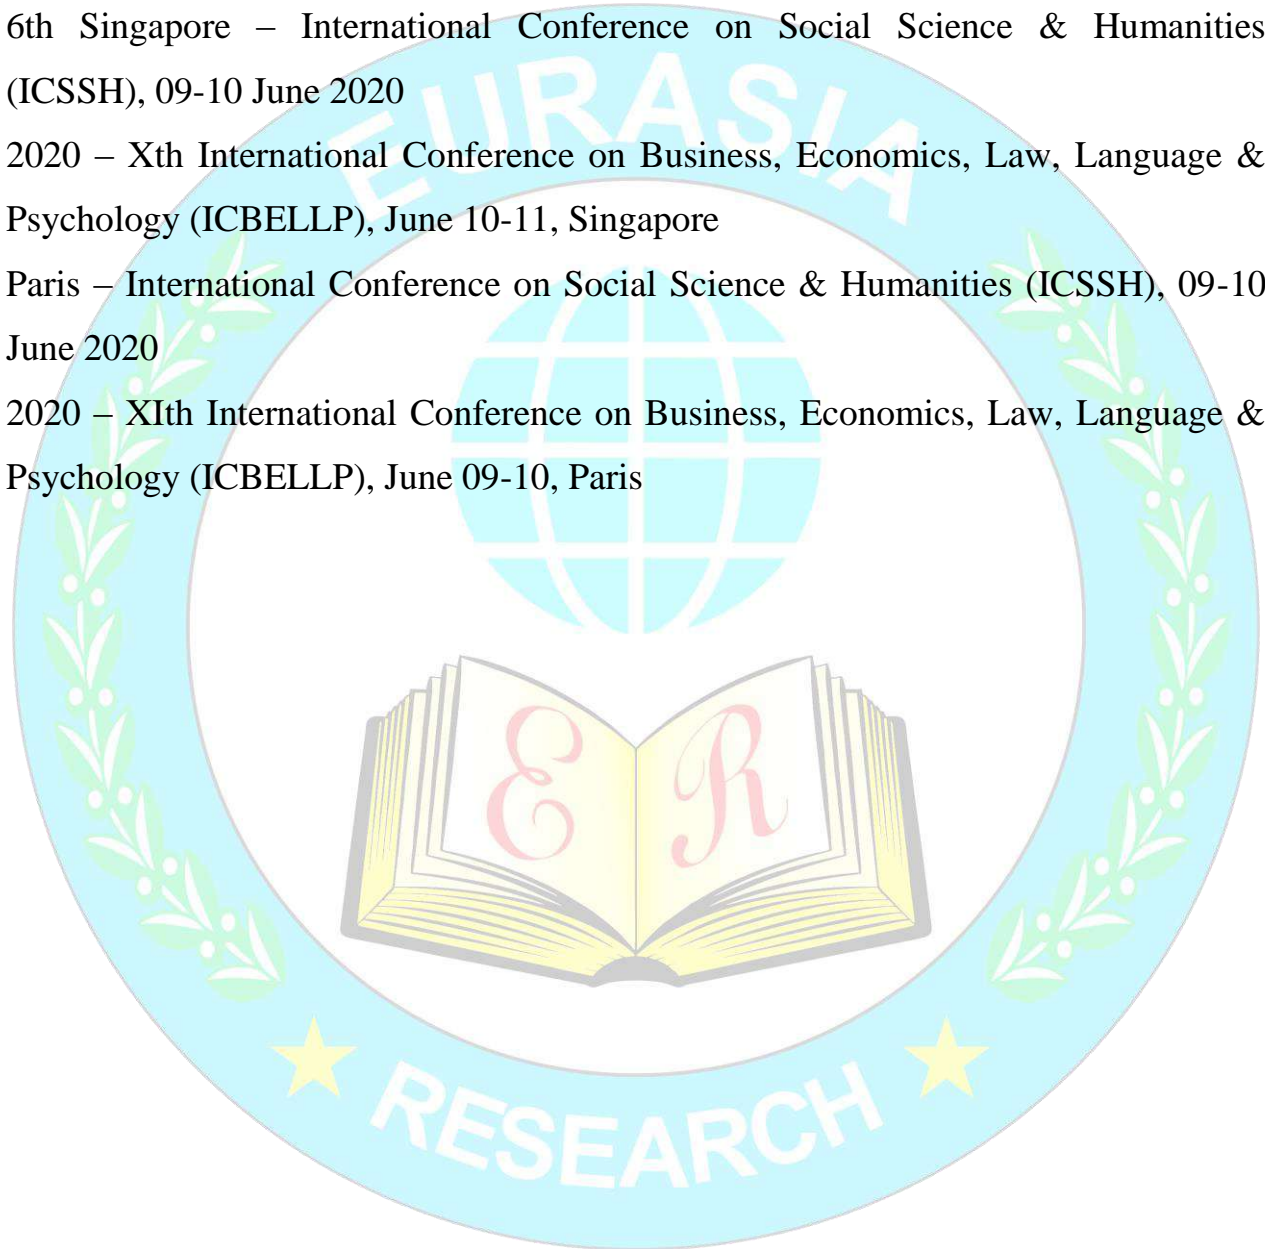 6th Singapore – International Conference on Social Science & Humanities
(ICSSH), 09-10 June 2020
2020 – Xth International Conference on Business, Economics, Law, Language &
Psychology (ICBELLP), June 10-11, Singapore
Paris – International Conference on Social Science & Humanities (ICSSH), 09-10
June 2020
2020 – XIth International Conference on Business, Economics, Law, Language &
Psychology (ICBELLP), June 09-10, Paris
EURASIA
E R
RESEARCH